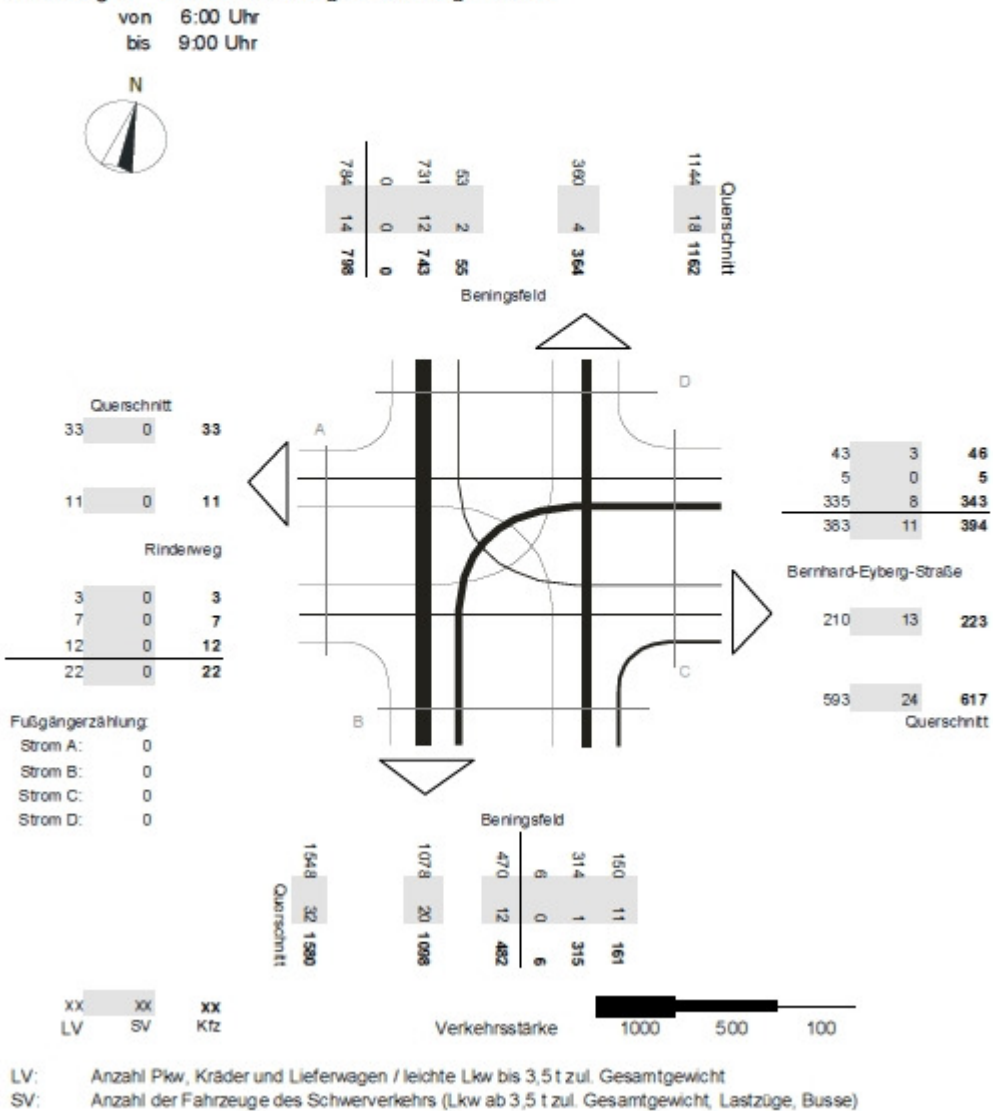 von 6:00 Uhr
bis 9:00 Uhr
N
784 0 731 53 360 1144
14 0 12 2 4 18
798 0 743 55 364 1162
Querschnitt
Beningsfeld
D
Querschnitt
33 0 33
A
11 0 11
Rinderweg
3 0 3
7 0 7
12 0 12
22 0 22
43 3 46
5 0 5
335 8 343
383 11 394
Bernhard-Eyberg-Straße
210 13 223
593 24 617
Querschnitt
C
B
Fußgängerzählung:
Strom A: 0
Strom B: 0
Strom C: 0
Strom D: 0
Beningsfeld
1548 1078 470 6 314 150
32 20 12 0 1 11
1580 1098 482 6 315 161
Querschnitt
xx xx xx
LV SV Kfz
Verkehrsstärke 1000 500 100
LV: Anzahl Pkw, Kräder und Lieferwagen / leichte Lkw bis 3,5 t zul. Gesamtgewicht
SV: Anzahl der Fahrzeuge des Schwerverkehrs (Lkw ab 3,5 t zul. Gesamtgewicht, Lastzüge, Busse)